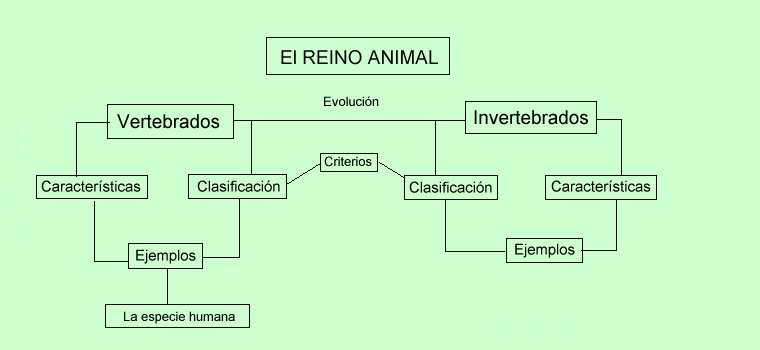 El REINO ANIMAL
Evolución
Vertebrados
Invertebrados
Criterios
Características
Clasificación
Clasificación
Características
Ejemplos
Ejemplos
La especie humana